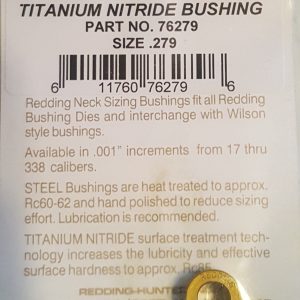 TITANIUM NITRIDE BUSHING
PART NO. 76279
SIZE .279
6 11760 76279 6
Redding Neck Sizing Bushings fit all Redding
Bushing Dies and interchange with Wilson
style bushings.
Available in .001" increments from 17 thru
338 calibers.
STEEL Bushings are heat treated to approx.
Rc60-62 and hand polished to reduce sizing
effort. Lubrication is recommended.
TITANIUM NITRIDE surface treatment tech-
nology increases the lubricity and effective
surface hardness to approx. Rc85.
REDDING-HUNTER